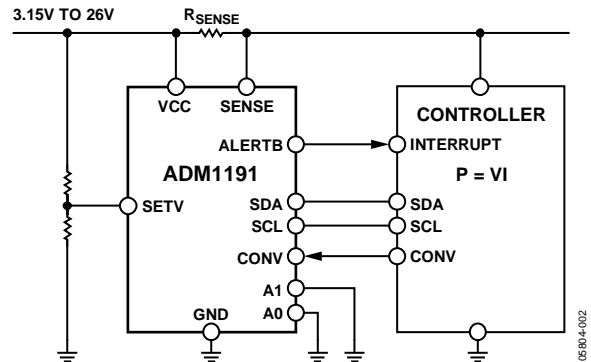 3.15V TO 26V
RSENSE
VCC
SENSE
CONTROLLER
ALERTB
INTERRUPT
ADM1191
P = VI
SETV
SDA
SDA
SCL
SCL
CONV
CONV
A1
GND
A0
05804-002